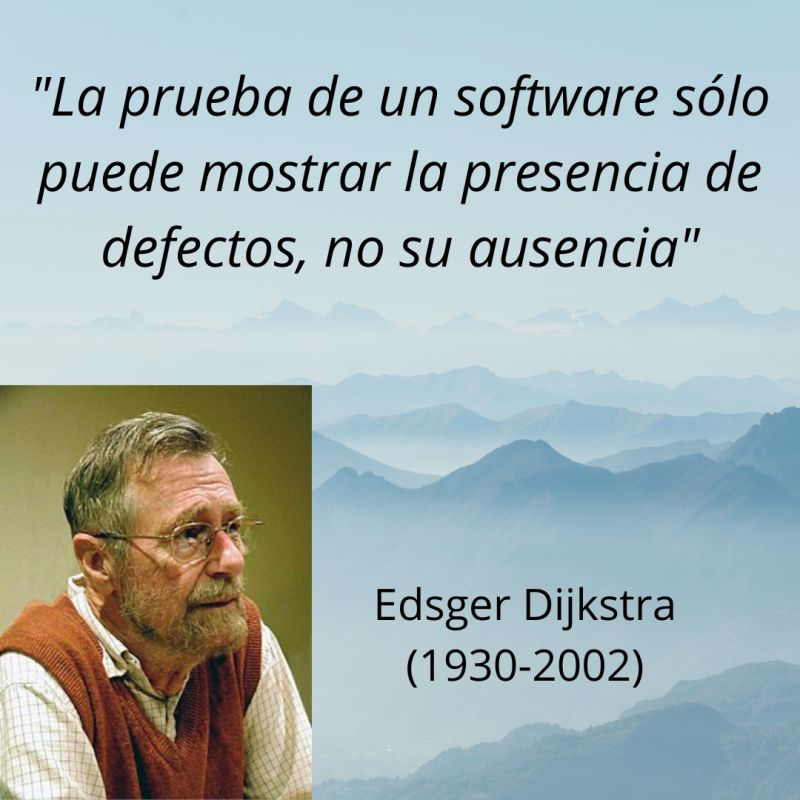 "La prueba de un software sólo
puede mostrar la presencia de
defectos, no su ausencia"
Edsger Dijkstra
(1930-2002)